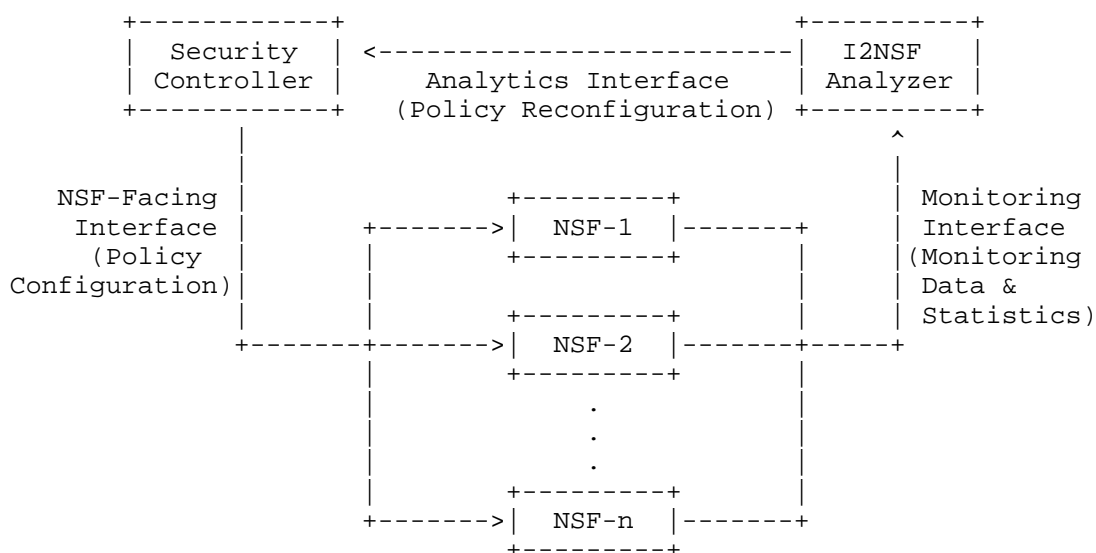 Security
Controller
I2NSF
Analyzer
Analytics Interface
(Policy Reconfiguration)
NSF-Facing
Interface
(Policy
Configuration)
NSF-1
NSF-2
.
.
.
NSF-n
Monitoring
Interface
(Monitoring
Data &
Statistics)